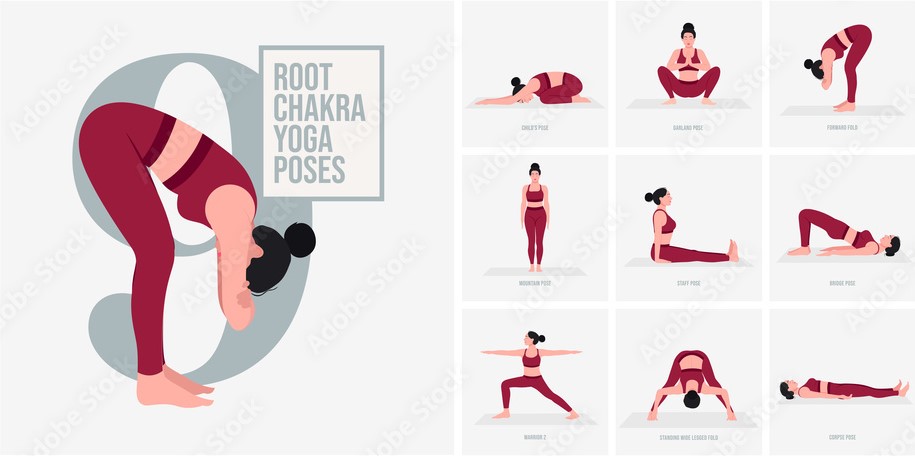 9
ROOT
CHAKRA
YOGA
POSES
CHILD'S POSE
GARLAND POSE
FORWARD FOLD
MOUNTAIN POSE
STAFF POSE
BRIDGE POSE
WARRIOR 2
STANDING WIDE LEGGED FOLD
CORPSE POSE
Adobe Stock